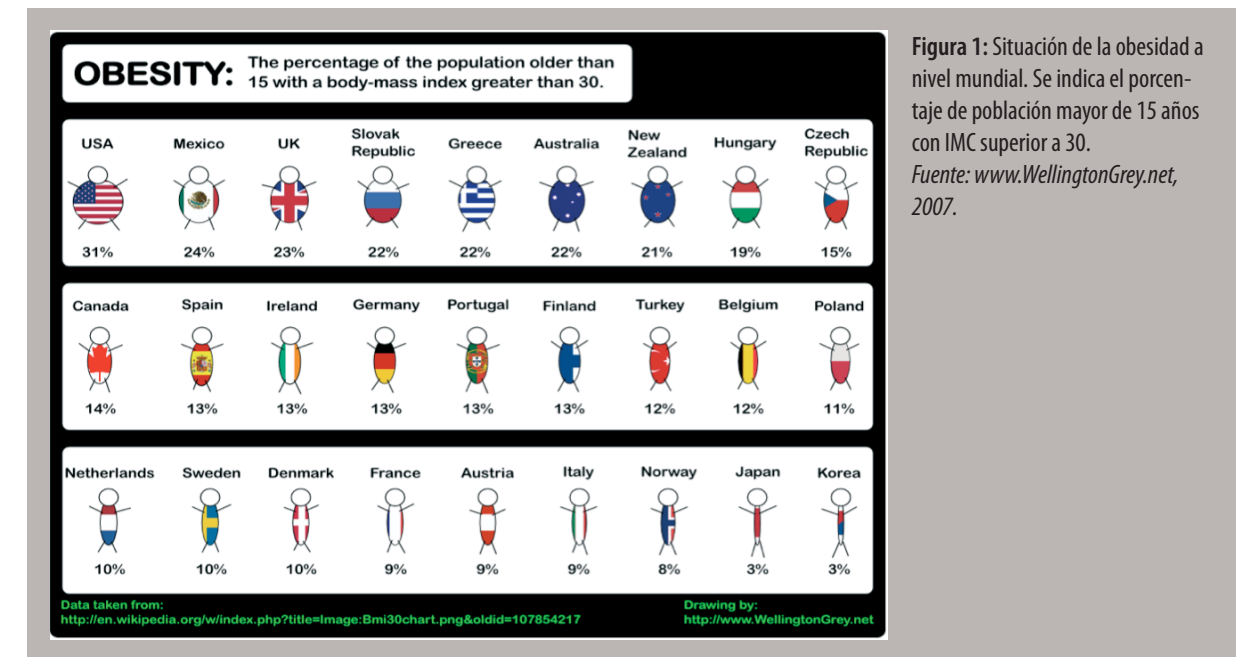 OBESITY: The percentage of the population older than
15 with a body-mass index greater than 30.
USA Mexico UK Slovak Republic Greece Australia New Zealand Hungary Czech Republic
31% 24% 23% 22% 22% 22% 21% 19% 15%
Canada Spain Ireland Germany Portugal Finland Turkey Belgium Poland
14% 13% 13% 13% 13% 13% 12% 12% 11%
Netherlands Sweden Denmark France Austria Italy Norway Japan Korea
10% 10% 10% 9% 9% 9% 8% 3% 3%
Data taken from:
http://en.wikipedia.org/w/index.php?title=Image:Bmi30chart.png&oldid=107854217
Drawing by:
http://www.WellingtonGrey.net
Figura 1: Situación de la obesidad a
nivel mundial. Se indica el porcen-
taje de población mayor de 15 años
con IMC superior a 30.
Fuente: www.WellingtonGrey.net,
2007.